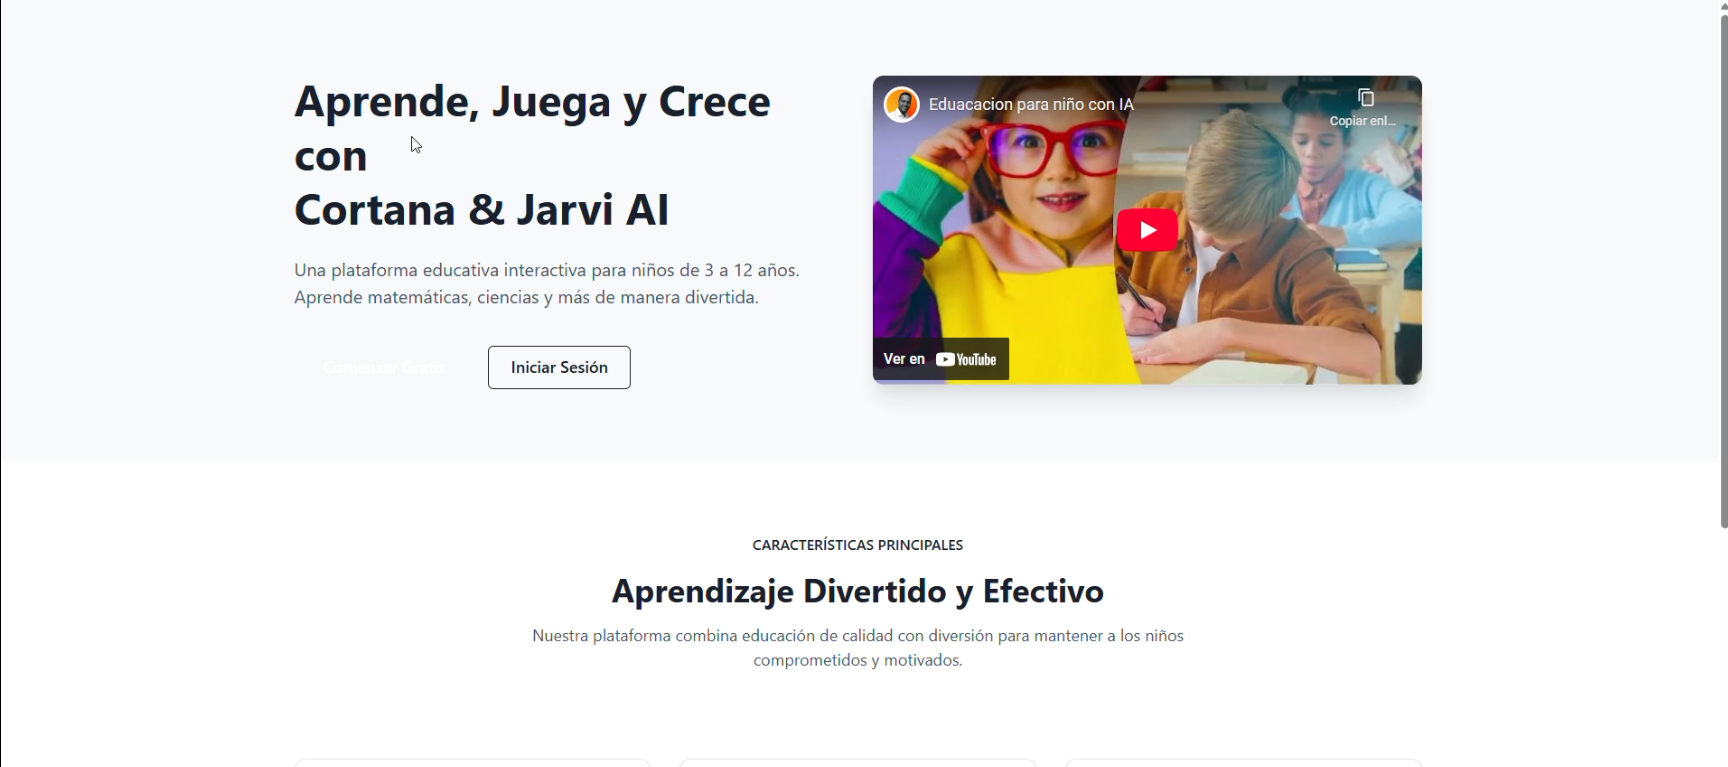 Aprende, Juega y Crece
con
Cortana & Jarvi AI
Una plataforma educativa interactiva para niños de 3 a 12 años.
Aprende matemáticas, ciencias y más de manera divertida.
Comenzar Gratis
Iniciar Sesión
Eduacacion para niño con IA
Copiar enl...
Ver en YouTube
CARACTERÍSTICAS PRINCIPALES
Aprendizaje Divertido y Efectivo
Nuestra plataforma combina educación de calidad con diversión para mantener a los niños
comprometidos y motivados.